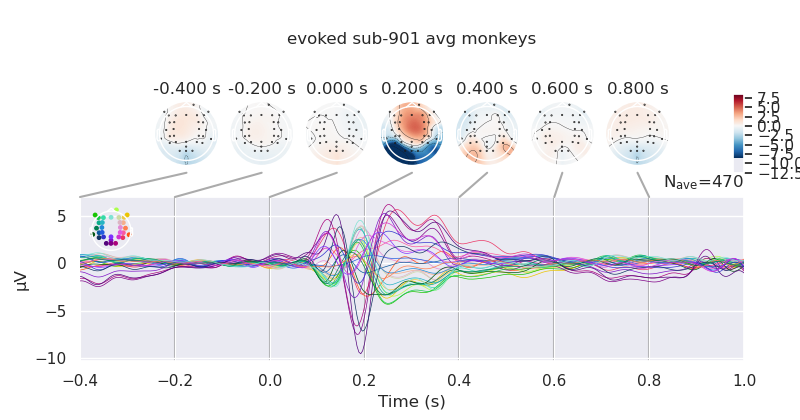 evoked sub-901 avg monkeys
-0.400 s -0.200 s 0.000 s 0.200 s 0.400 s 0.600 s 0.800 s
7.5
5.0
2.5
0.0
−2.5
−5.0
−7.5
−10.0
−12.5
Nave=470
5
0
−5
−10
µV
−0.4 −0.2 0.0 0.2 0.4 0.6 0.8 1.0
Time (s)